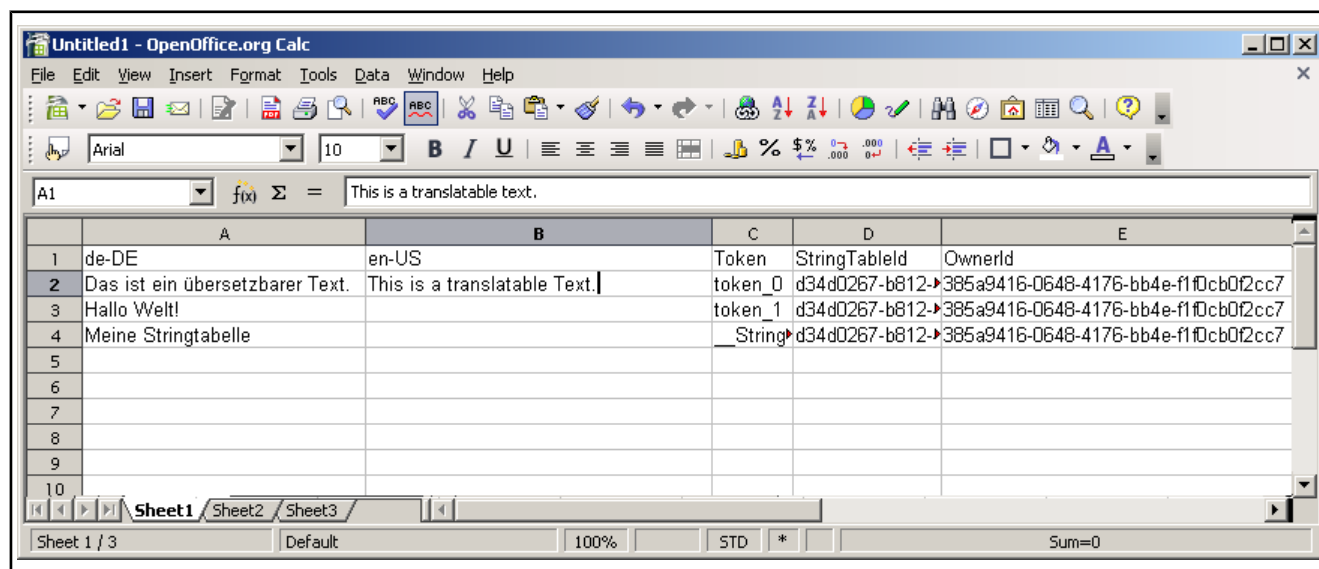 Untitled1 - OpenOffice.org Calc
File Edit View Insert Format Tools Data Window Help
Arial 10 B I U
A1 f(x) Σ = This is a translatable text.
A B C D E
1 de-DE en-US Token StringTableId OwnerId
2 Das ist ein übersetzbarer Text. This is a translatable Text. token_0 d34d0267-b812- 385a9416-0648-4176-bb4e-f1f0cb0f2cc7
3 Hallo Welt! token_1 d34d0267-b812- 385a9416-0648-4176-bb4e-f1f0cb0f2cc7
4 Meine Stringtabelle __String d34d0267-b812- 385a9416-0648-4176-bb4e-f1f0cb0f2cc7
5
6
7
8
9
10
Sheet1 Sheet2 Sheet3
Sheet 1 / 3 Default 100% STD * Sum=0